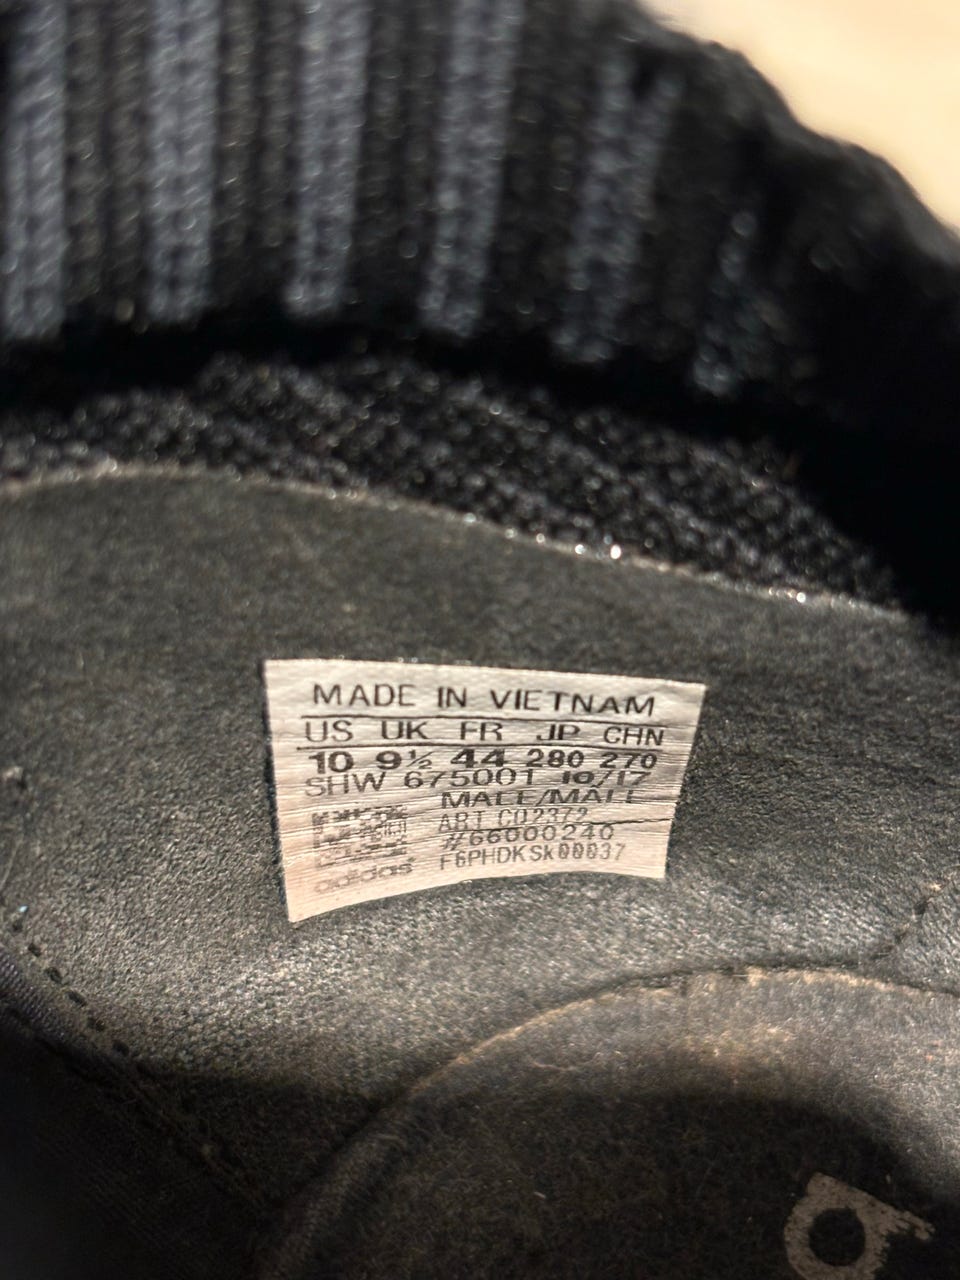 MADE IN VIETNAM
US UK FR JP CHN
10 9½ 44 280 270
SHW 675001 10/17
MALE/MALE
ART CQ2372
#66000240
F6PHDKSK00037
adidas
a